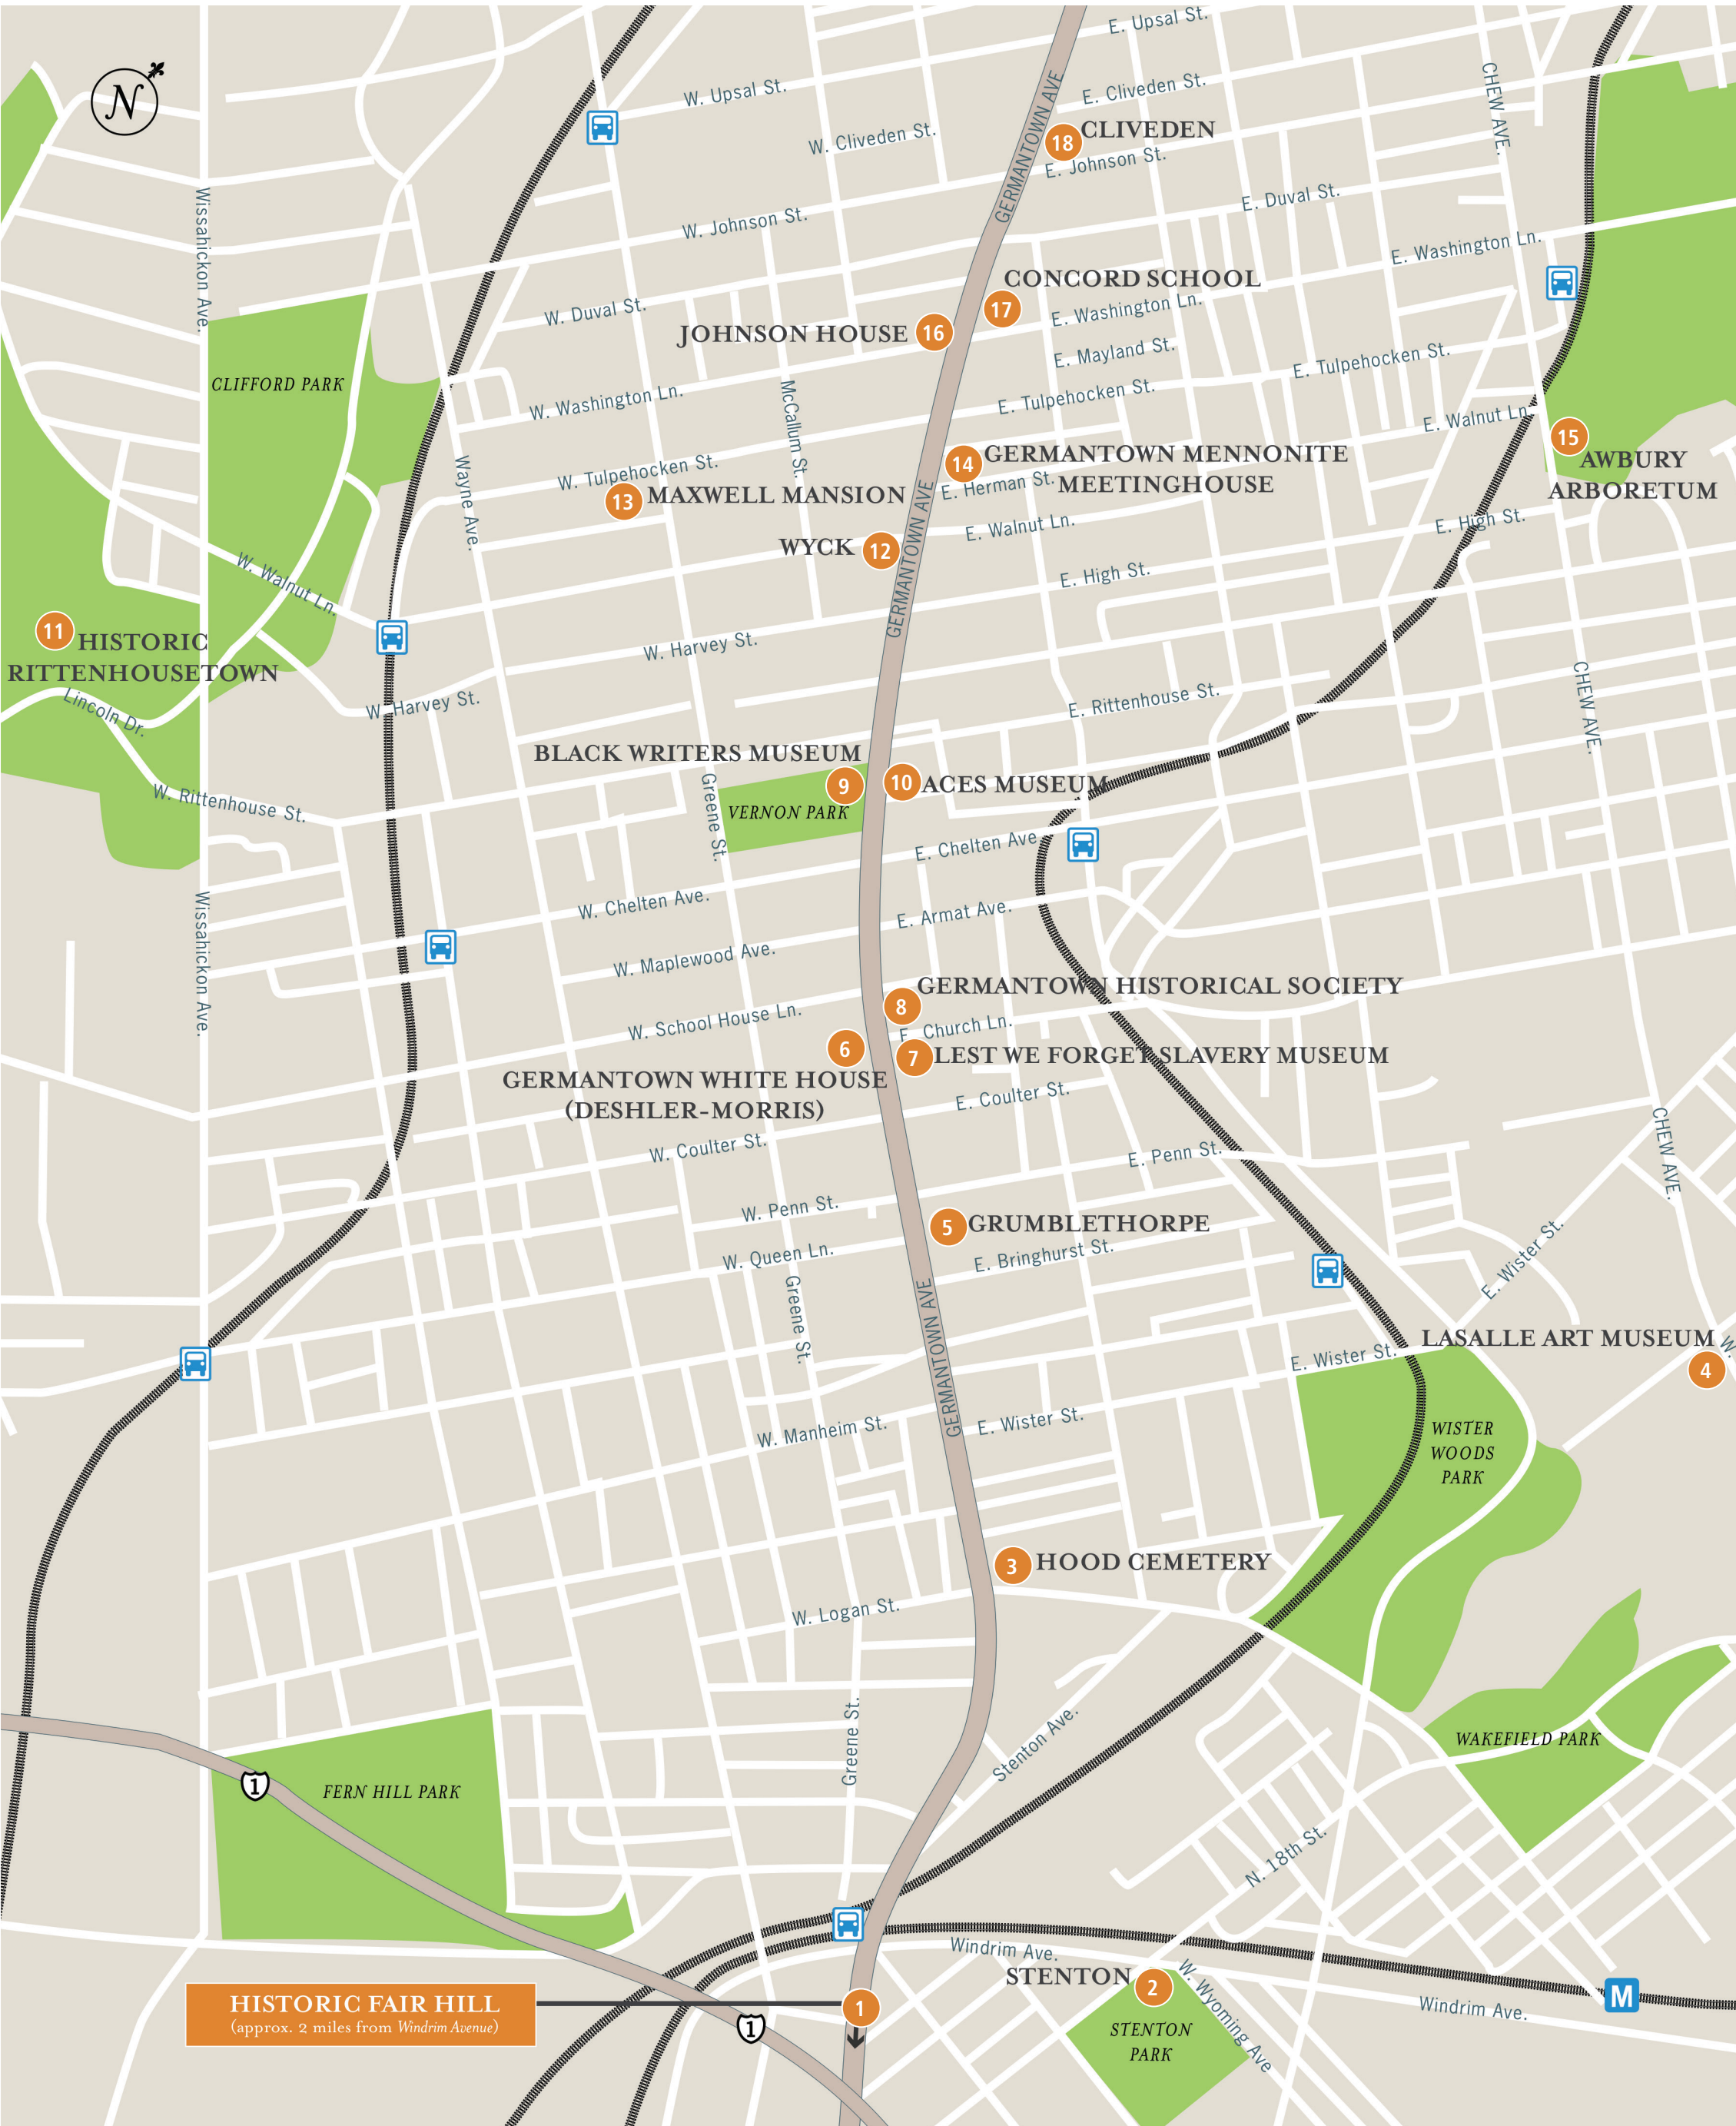 E. Upsal St.
N
W. Upsal St.
E. Cliveden St.
CHEW AVE.
GERMANTOWN AVE
18
CLIVEDEN
W. Cliveden St.
E. Johnson St.
E. Duval St.
Wissahickon Ave.
W. Johnson St.
E. Washington Ln.
CONCORD SCHOOL
17
E. Washington Ln.
W. Duval St.
JOHNSON HOUSE
16
E. Mayland St.
E. Tulpehocken St.
CLIFFORD PARK
W. Washington Ln.
McCallum St.
E. Tulpehocken St.
E. Walnut Ln.
15
AWBURY
ARBORETUM
14
GERMANTOWN MENNONITE
MEETINGHOUSE
W. Tulpehocken St.
Wayne Ave.
13
MAXWELL MANSION
E. Herman St.
GERMANTOWN AVE
E. Walnut Ln.
E. High St.
WYCK
12
E. High St.
W. Walnut Ln.
11
HISTORIC
RITTENHOUSETOWN
W. Harvey St.
Lincoln Dr.
W. Harvey St.
E. Rittenhouse St.
CHEW AVE.
BLACK WRITERS MUSEUM
9
10
ACES MUSEUM
W. Rittenhouse St.
Greene St.
VERNON PARK
E. Chelten Ave.
W. Chelten Ave.
E. Armat Ave.
Wissahickon Ave.
W. Maplewood Ave.
GERMANTOWN HISTORICAL SOCIETY
8
W. School House Ln.
E. Church Ln.
6
7
LEST WE FORGET SLAVERY MUSEUM
GERMANTOWN WHITE HOUSE
(DESHLER-MORRIS)
E. Coulter St.
W. Coulter St.
E. Penn St.
CHEW AVE.
W. Penn St.
5
GRUMBLETHORPE
W. Queen Ln.
E. Bringhurst St.
E. Wister St.
Greene St.
GERMANTOWN AVE
LASALLE ART MUSEUM
W.
4
E. Wister St.
W. Manheim St.
E. Wister St.
WISTER
WOODS
PARK
3
HOOD CEMETERY
W. Logan St.
Greene St.
Stenton Ave.
WAKEFIELD PARK
1
FERN HILL PARK
N. 18th St.
Windrim Ave.
STENTON
2
W. Wyoming Ave
M
Windrim Ave.
HISTORIC FAIR HILL
(approx. 2 miles from Windrim Avenue)
1
1
STENTON
PARK